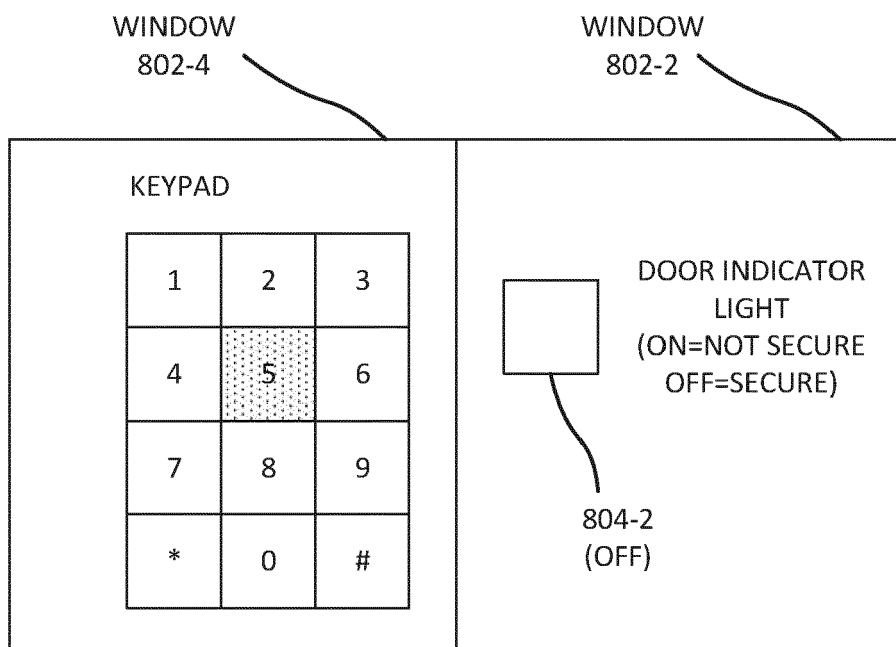 WINDOW
802-4
WINDOW
802-2
KEYPAD
1 2 3
4 5 6
7 8 9
* 0 #
DOOR INDICATOR
LIGHT
(ON=NOT SECURE
OFF=SECURE)
804-2
(OFF)